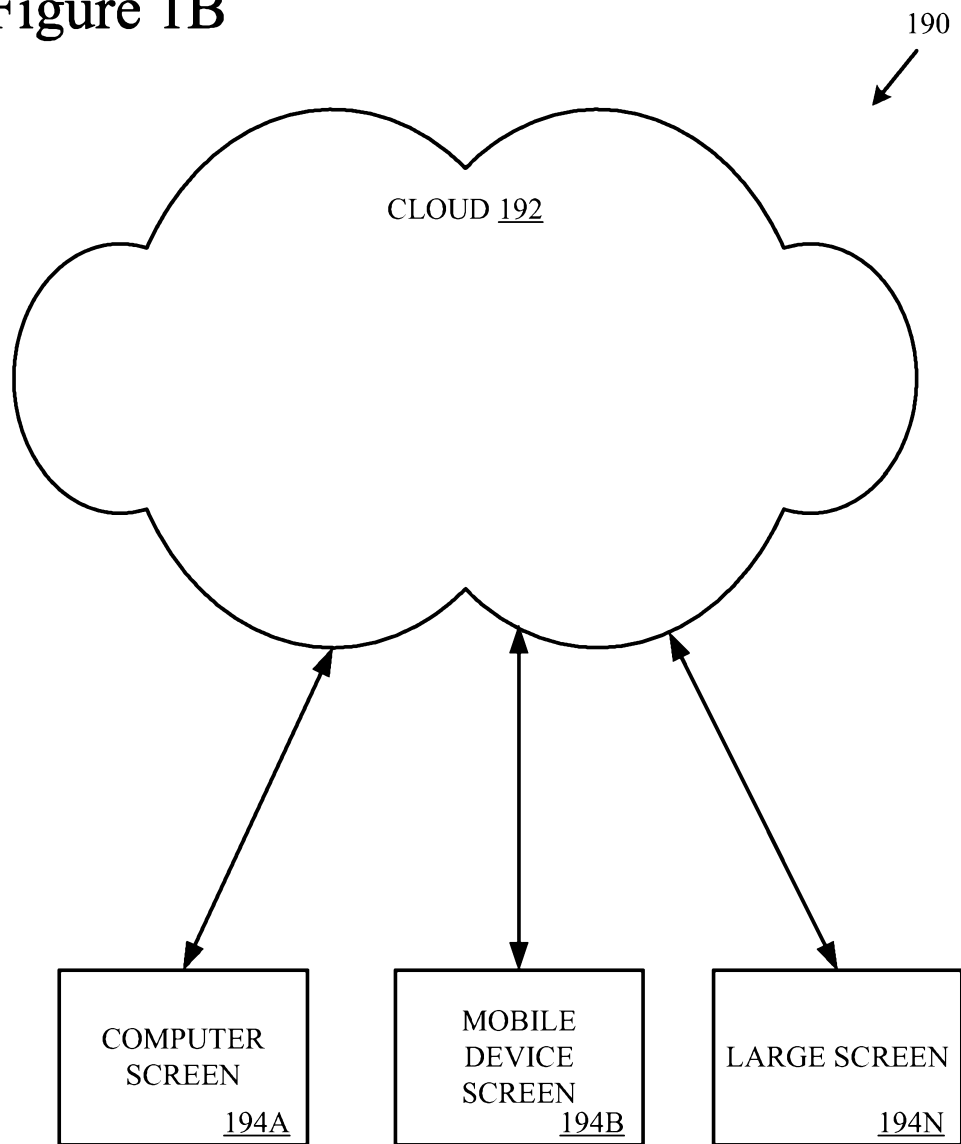 Figure 1B
190
CLOUD 192
COMPUTER
SCREEN
194A
MOBILE
DEVICE
SCREEN
194B
LARGE SCREEN
194N